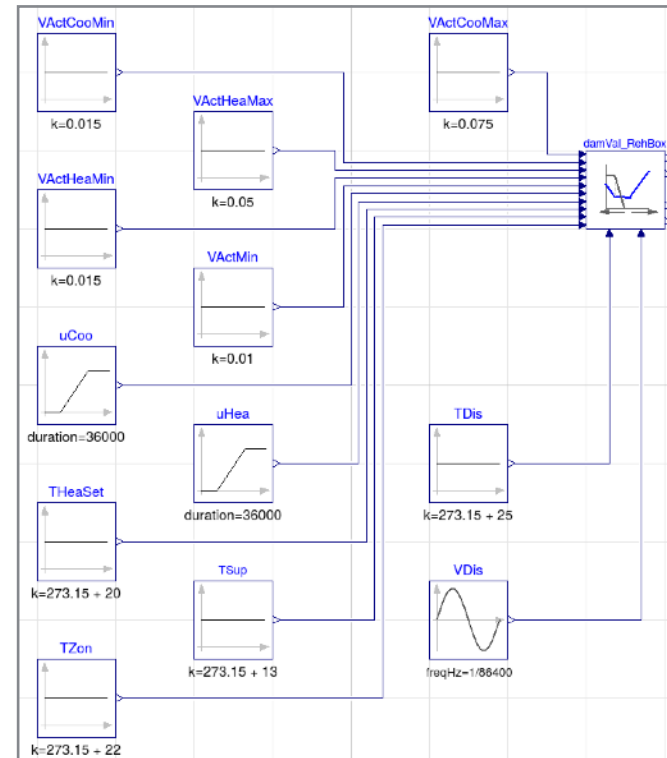 VActCooMin
VActCooMax
k=0.015
k=0.075
VActHeaMax
damVal_RehBox
k=0.05
VActHeaMin
k=0.015
VActMin
k=0.01
uCoo
duration=36000
uHea
TDis
duration=36000
k=273.15 + 25
THeaSet
k=273.15 + 20
TSup
VDis
k=273.15 + 13
freqHz=1/86400
TZon
k=273.15 + 22